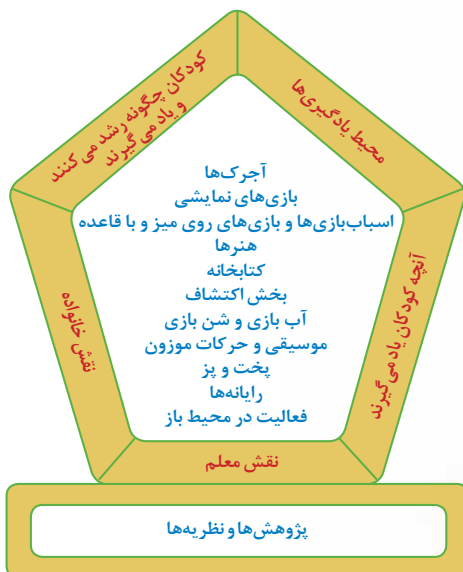 کودکان چگونه رشد می کنند
و یاد می گیرند
محیط یادگیری‌ها
آجرک‌ها
بازی‌های نمایشی
اسباب‌بازی‌ها و بازی‌های روی میز و با قاعده
هنرها
کتابخانه
بخش اکتشاف
آب بازی و شن بازی
موسیقی و حرکات موزون
پخت و پز
رایانه‌ها
فعالیت در محیط باز
آنچه کودکان یاد می گیرند
نقش خانواده
نقش معلم
پژوهش‌ها و نظریه‌ها